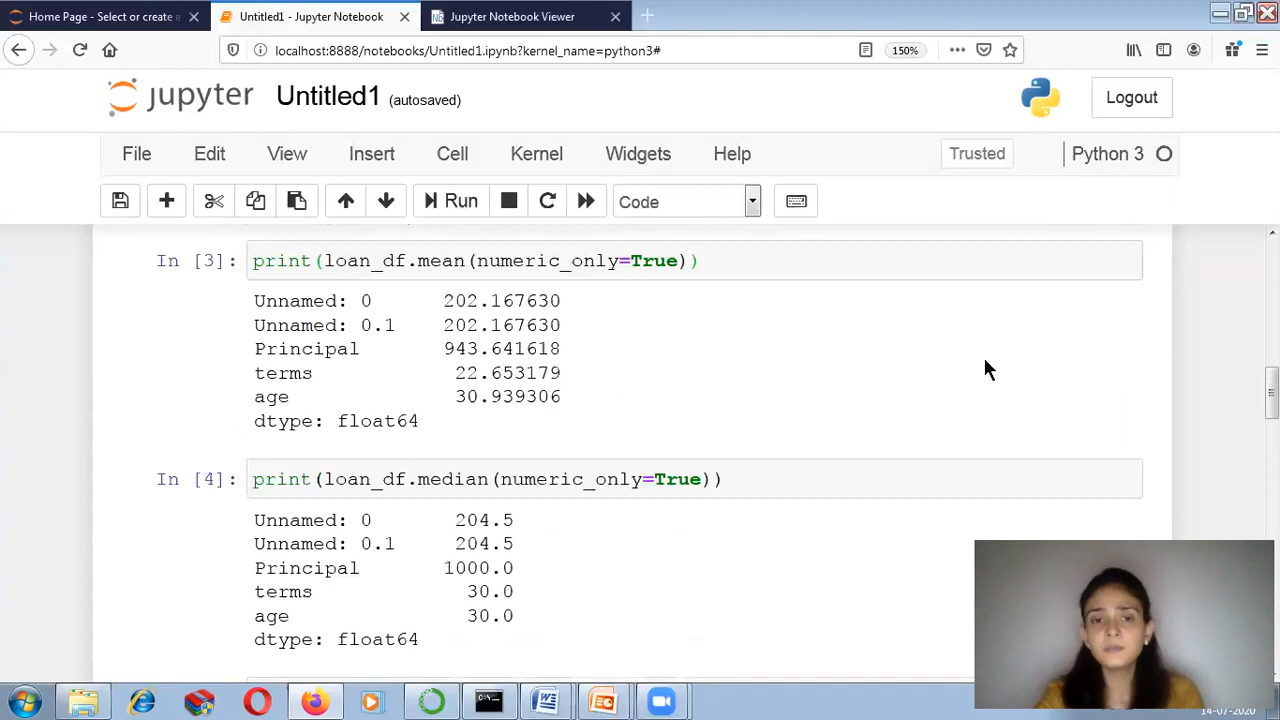 Home Page - Select or create a
Untitled1 - Jupyter Notebook
Jupyter Notebook Viewer
localhost:8888/notebooks/Untitled1.ipynb?kernel_name=python3#
150%
jupyter Untitled1 (autosaved)
Logout
File Edit View Insert Cell Kernel Widgets Help
Trusted
Python 3
Run
Code
In [3]: print(loan_df.mean(numeric_only=True))
Unnamed: 0 202.167630
Unnamed: 0.1 202.167630
Principal 943.641618
terms 22.653179
age 30.939306
dtype: float64
In [4]: print(loan_df.median(numeric_only=True))
Unnamed: 0 204.5
Unnamed: 0.1 204.5
Principal 1000.0
terms 30.0
age 30.0
dtype: float64
14-07-2020